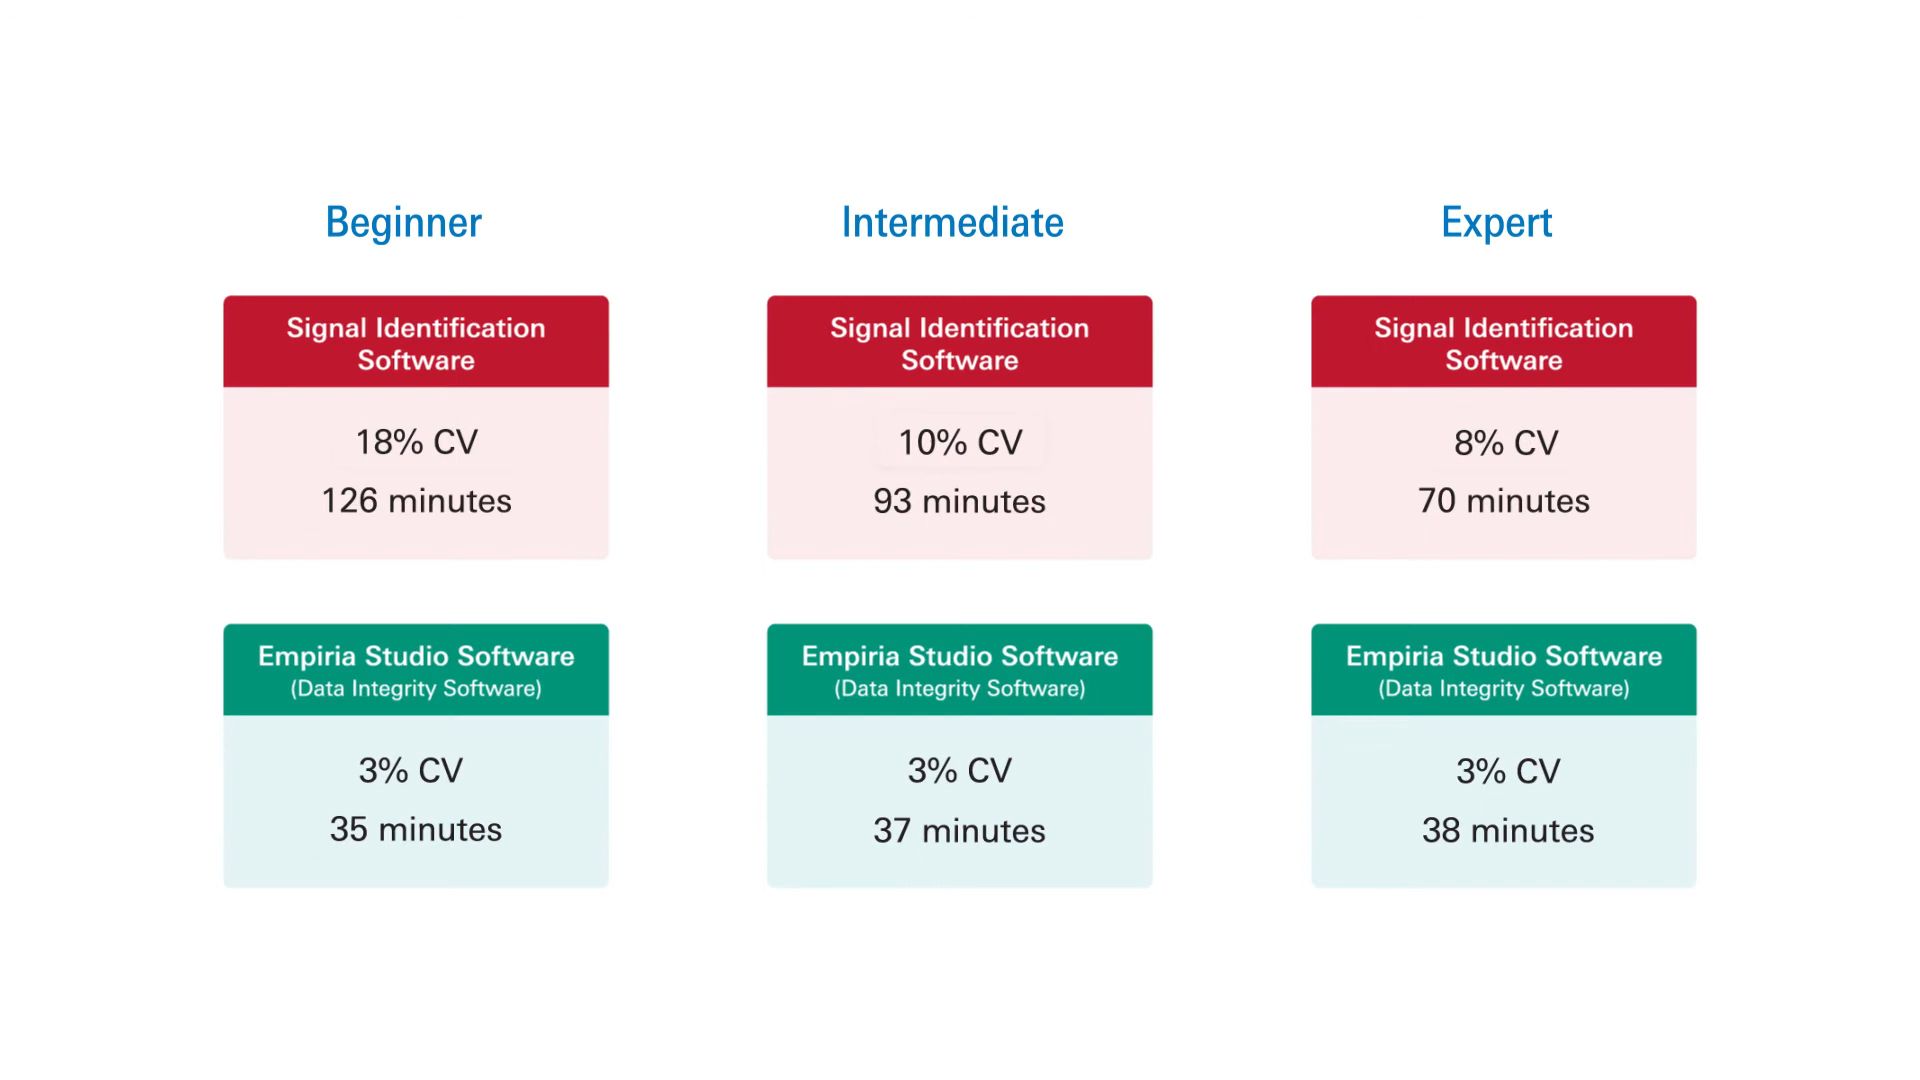 Beginner
Intermediate
Expert
Signal Identification
Software
18% CV
126 minutes
Signal Identification
Software
10% CV
93 minutes
Signal Identification
Software
8% CV
70 minutes
Empiria Studio Software
(Data Integrity Software)
3% CV
35 minutes
Empiria Studio Software
(Data Integrity Software)
3% CV
37 minutes
Empiria Studio Software
(Data Integrity Software)
3% CV
38 minutes